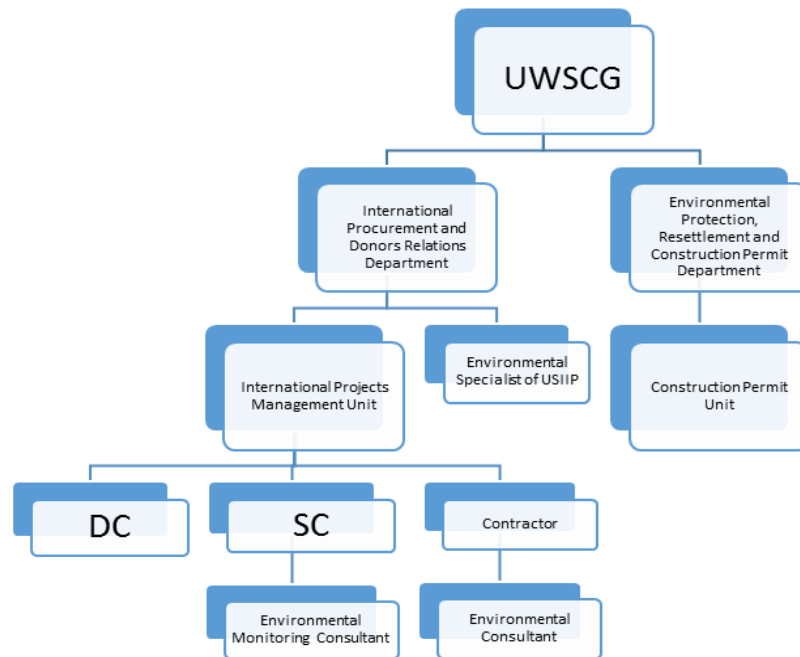 UWSCG
International
Procurement and
Donors Relations
Department
Environmental
Protection,
Resettlement and
Construction Permit
Department
International Projects
Management Unit
Environmental
Specialist of USIIP
Construction Permit
Unit
DC
SC
Contractor
Environmental
Monitoring Consultant
Environmental
Consultant